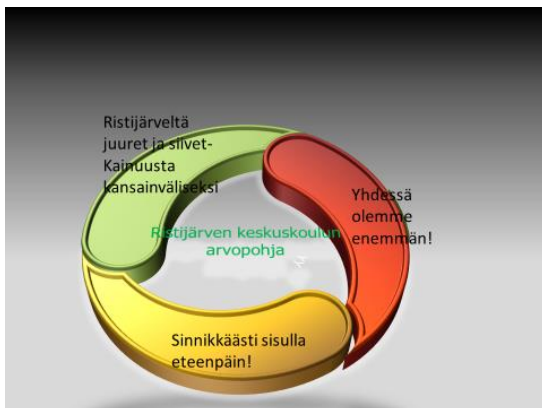 Ristijärveltä
juuret ja siivet-
Kainuusta
kansainväliseksi
Yhdessä
olemme
enemmän!
Ristijärven keskuskoulun
arvopohja
Sinnikkäästi sisulla
eteenpäin!